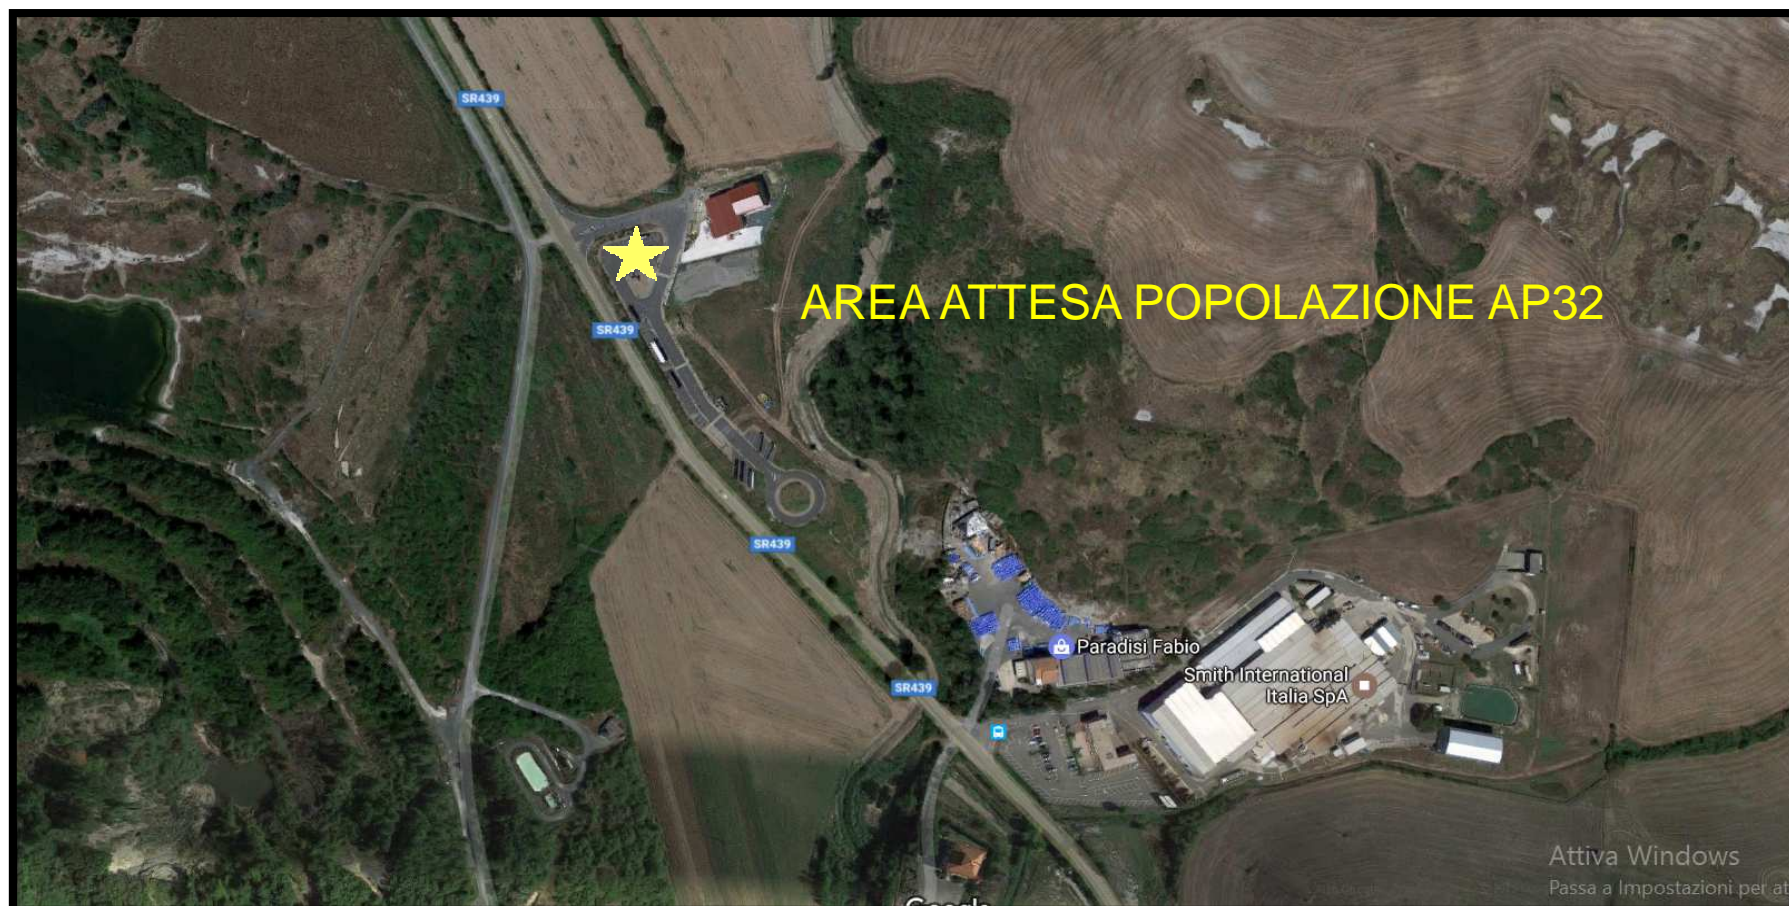 SR439
AREA ATTESA POPOLAZIONE AP32
SR439
SR439
Paradisi Fabio
Smith International
Italia SpA
SR439
Attiva Windows
Passa a Impostazioni per at
Google